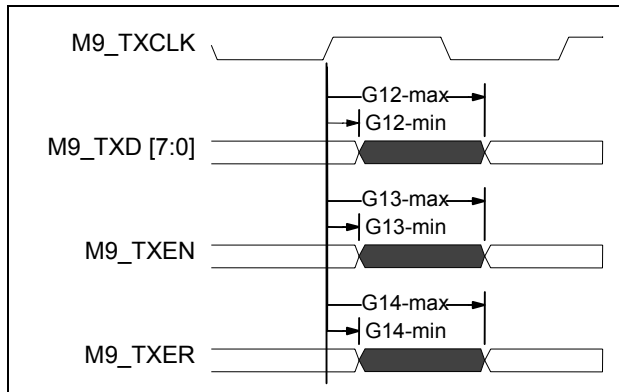 M9_TXCLK
G12-max
G12-min
M9_TXD [7:0]
G13-max
G13-min
M9_TXEN
G14-max
G14-min
M9_TXER